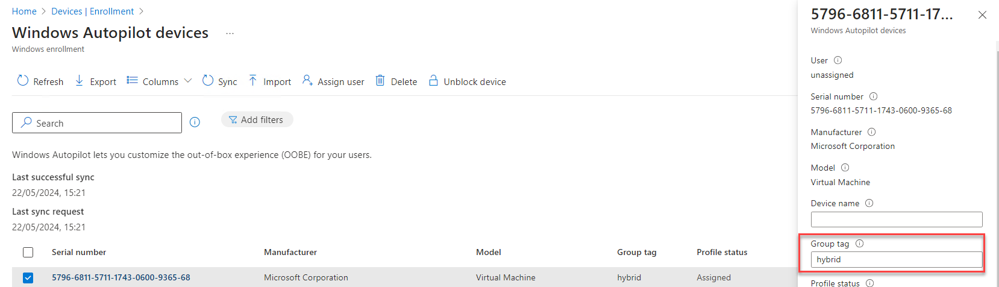 Home > Devices | Enrollment >
Windows Autopilot devices ...
Windows enrollment
Refresh Export Columns Sync Import Assign user Delete Unblock device
Search Add filters
Windows Autopilot lets you customize the out-of-box experience (OOBE) for your users.
Last successful sync
22/05/2024, 15:21
Last sync request
22/05/2024, 15:21
Serial number Manufacturer Model Group tag Profile status
5796-6811-5711-1743-0600-9365-68 Microsoft Corporation Virtual Machine hybrid Assigned
5796-6811-5711-17...
Windows Autopilot devices
User
unassigned
Serial number
5796-6811-5711-1743-0600-9365-68
Manufacturer
Microsoft Corporation
Model
Virtual Machine
Device name
Group tag
hybrid
Profile status